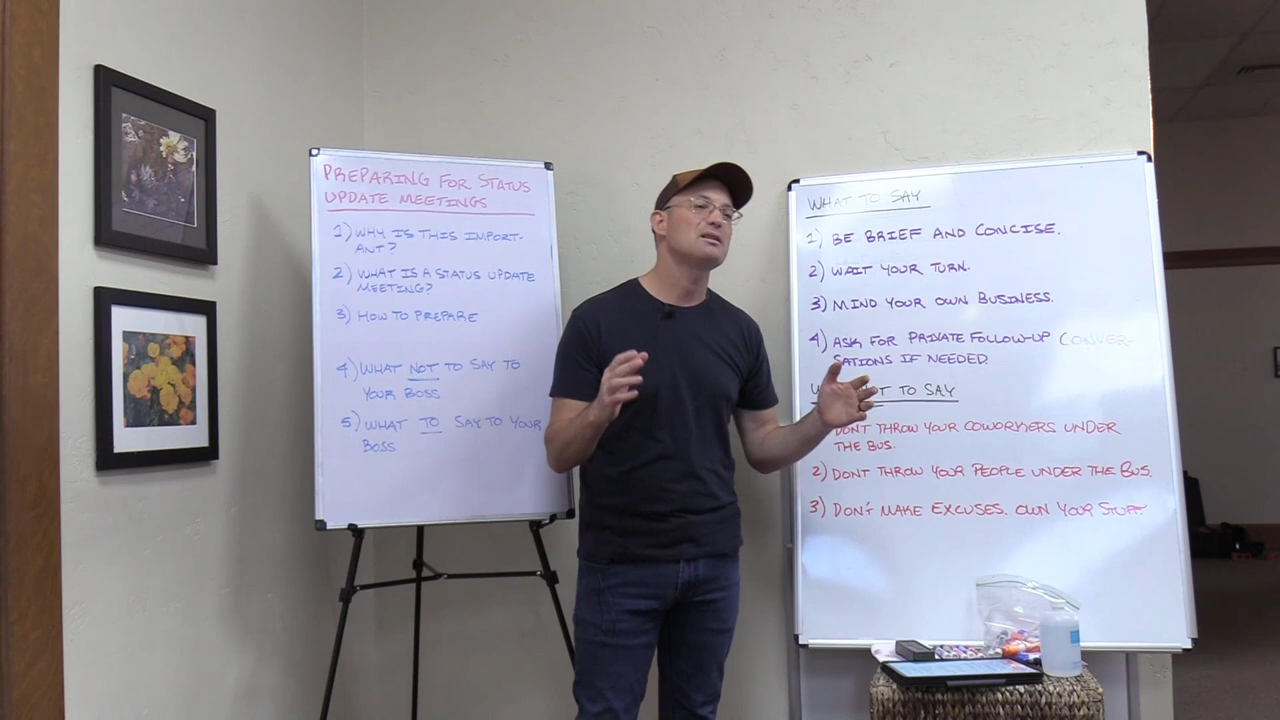 PREPARING FOR STATUS
UPDATE MEETINGS
1) WHY IS THIS IMPORT-
ANT?
2) WHAT IS A STATUS UPDATE
MEETING?
3) HOW TO PREPARE
4) WHAT NOT TO SAY TO
YOUR BOSS
5) WHAT TO SAY TO YOUR
BOSS
WHAT TO SAY
1) BE BRIEF AND CONCISE.
2) WAIT YOUR TURN.
3) MIND YOUR OWN BUSINESS.
4) ASK FOR PRIVATE FOLLOW-UP CONVER-
SATIONS IF NEEDED.
TO SAY
DONT THROW YOUR COWORKERS UNDER
THE BUS.
2) DONT THROW YOUR PEOPLE UNDER THE BUS.
3) DON'T MAKE EXCUSES. OWN YOUR STUFF